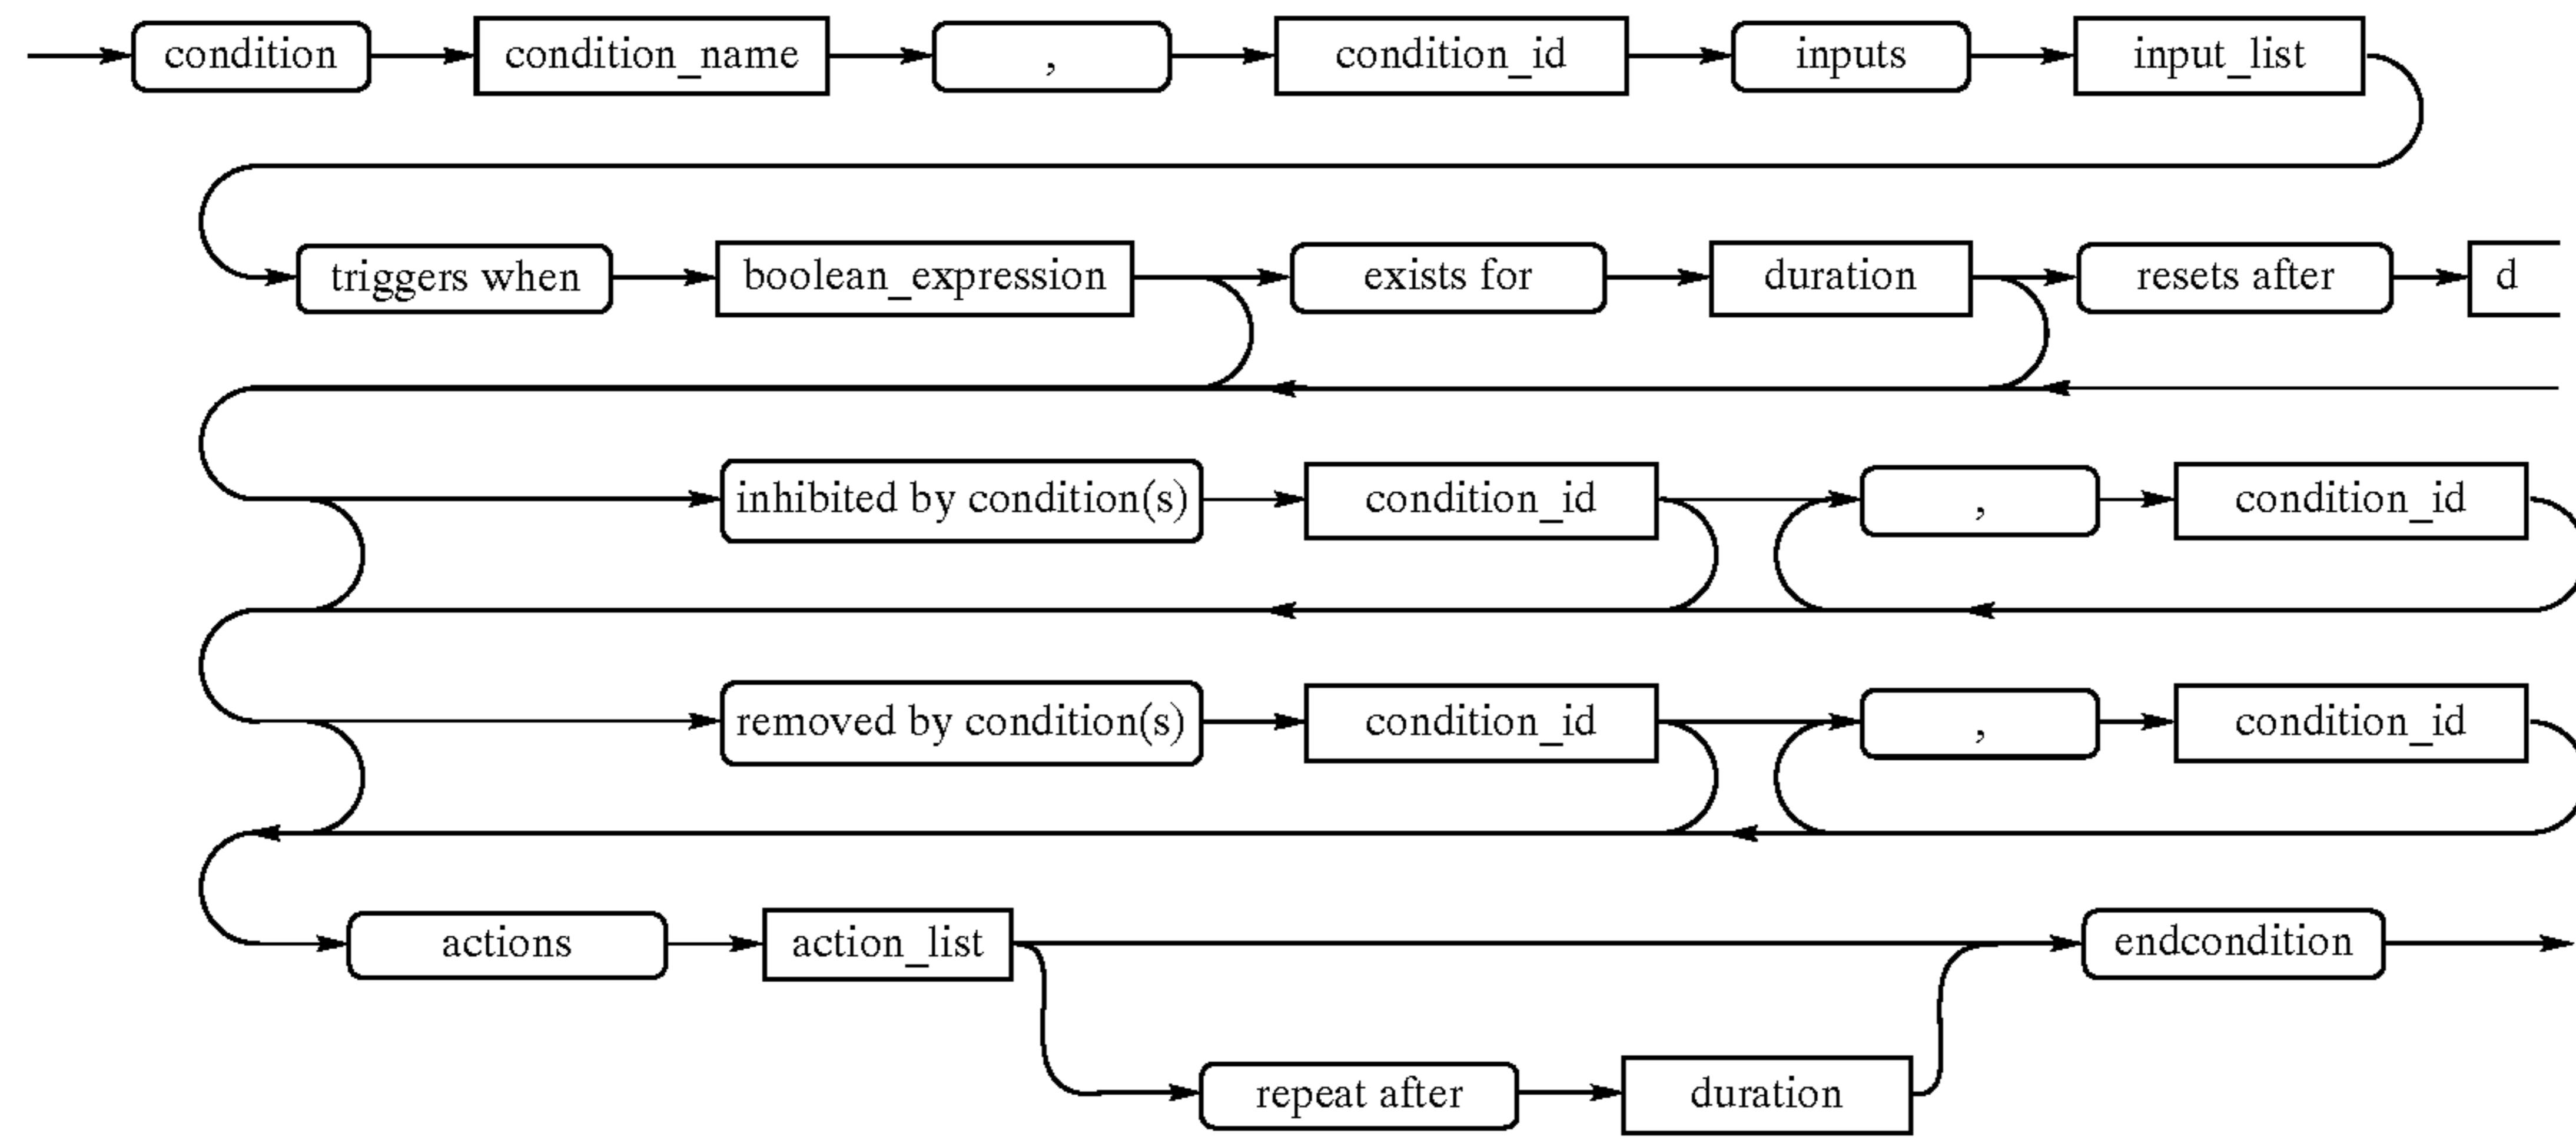 condition condition_name , condition_id inputs input_list
triggers when boolean_expression exists for duration resets after d
inhibited by condition(s) condition_id , condition_id
removed by condition(s) condition_id , condition_id
actions action_list endcondition
repeat after duration